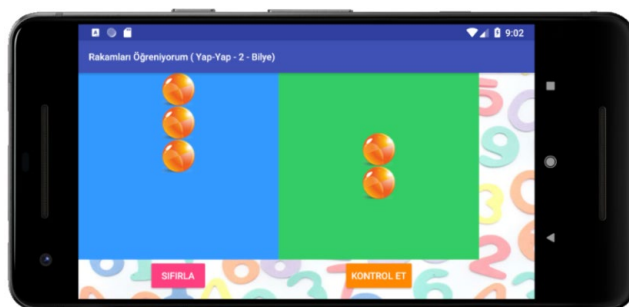 9:02
Rakamları Öğreniyorum ( Yap-Yap - 2 - Bilye)
SIFIRLA
KONTROL ET